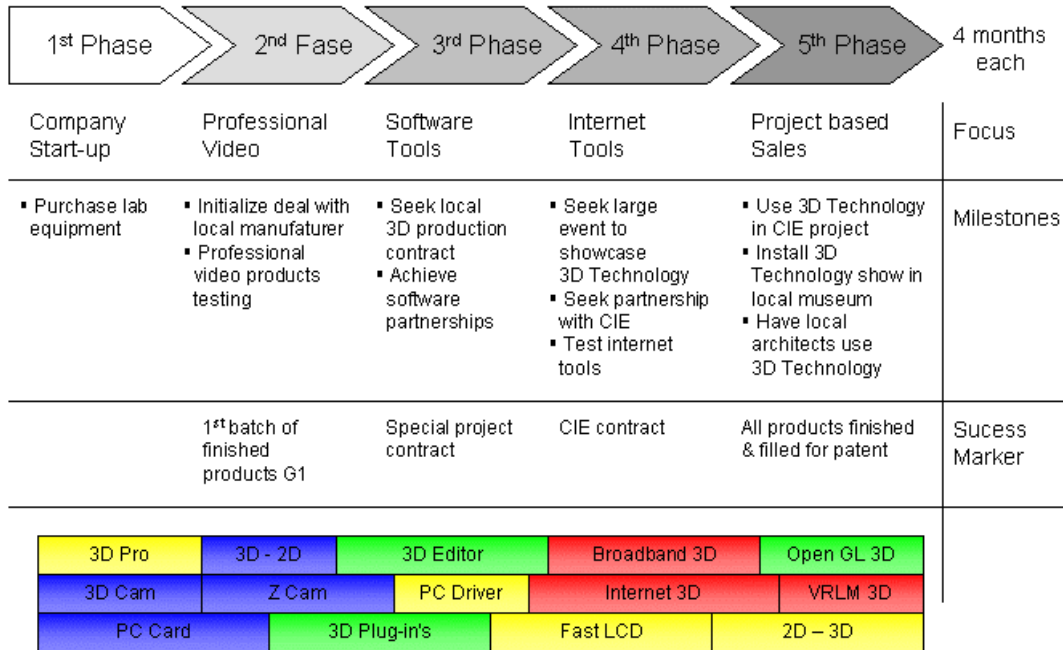 1st Phase
2nd Fase
3rd Phase
4th Phase
5th Phase
4 months
each
Company
Start-up
Professional
Video
Software
Tools
Internet
Tools
Project based
Sales
Focus
▪ Purchase lab
equipment
▪ Initialize deal with
local manufaturer
▪ Professional
video products
testing
▪ Seek local
3D production
contract
▪ Achieve
software
partnerships
▪ Seek large
event to
showcase
3D Technology
▪ Seek partnership
with CIE
▪ Test internet
tools
▪ Use 3D Technology
in CIE project
▪ Install 3D
Technology show in
local museum
▪ Have local
architects use
3D Technology
Milestones
1st batch of
finished
products G1
Special project
contract
CIE contract
All products finished
& filled for patent
Sucess
Marker
3D Pro
3D - 2D
3D Editor
Broadband 3D
Open GL 3D
3D Cam
Z Cam
PC Driver
Internet 3D
VRLM 3D
PC Card
3D Plug-in's
Fast LCD
2D – 3D